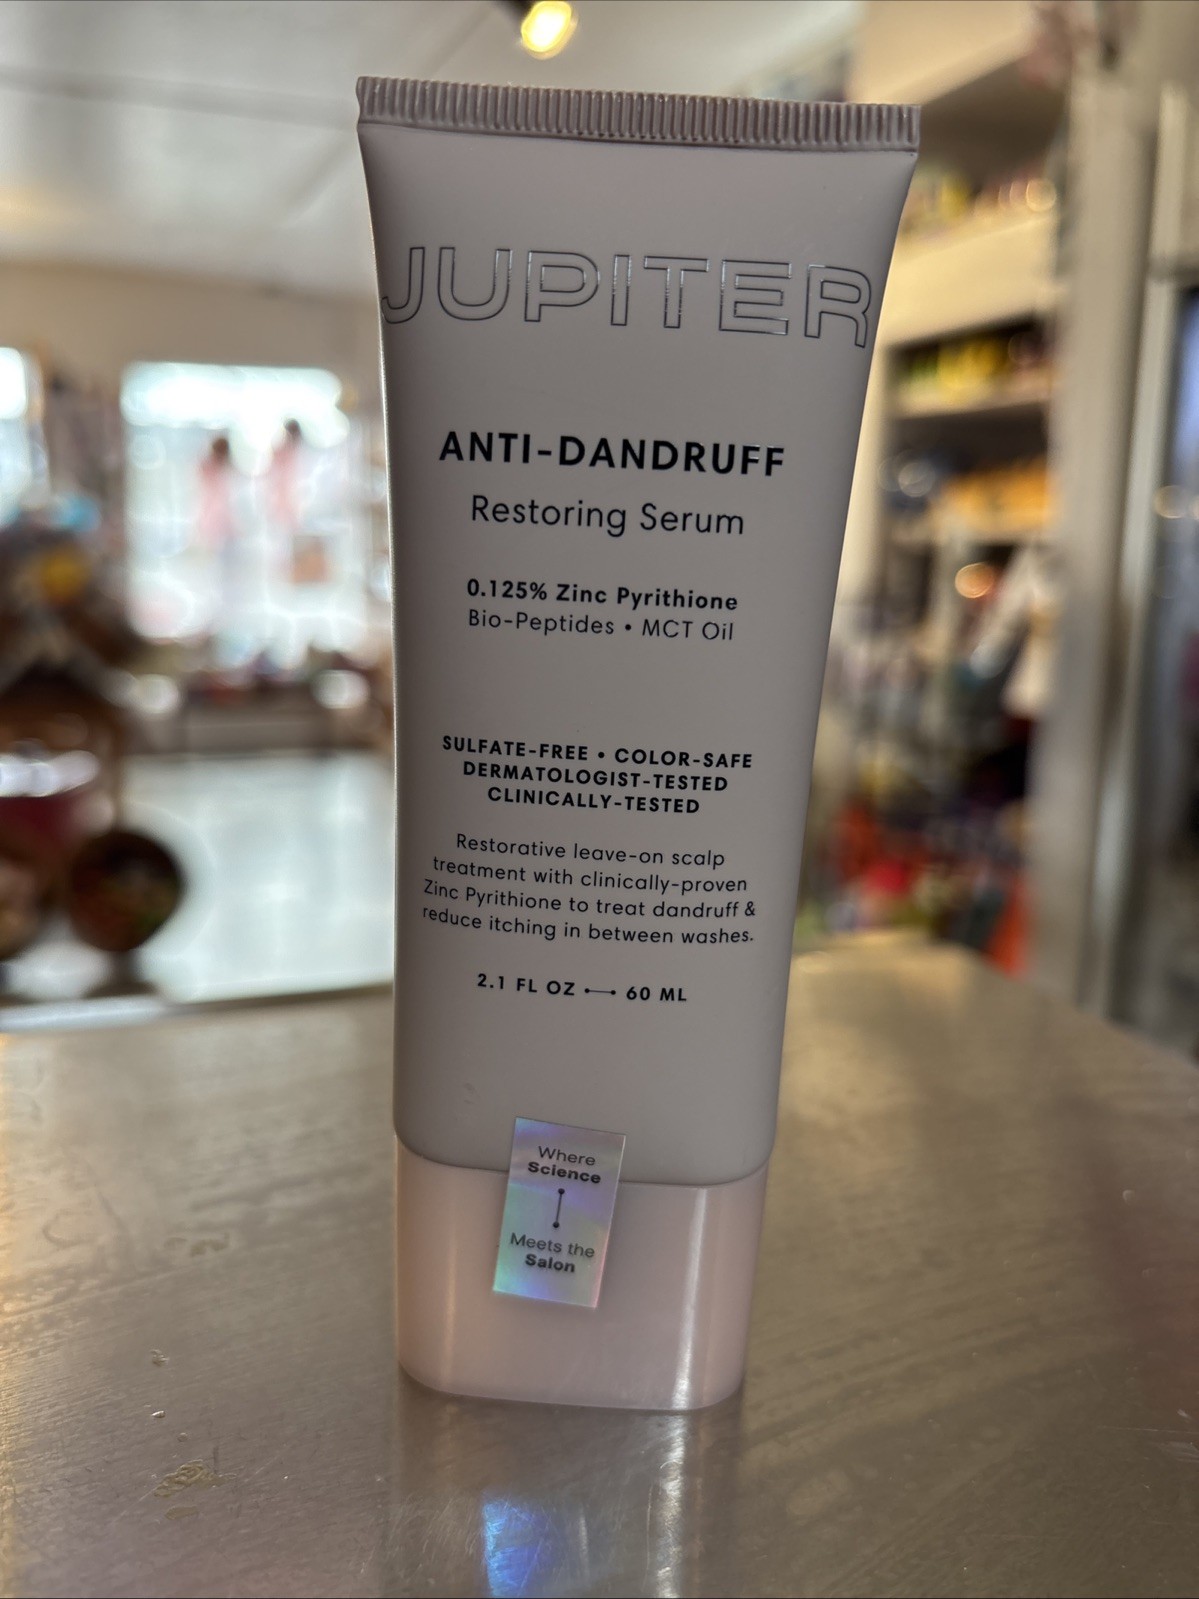 JUPITER
ANTI-DANDRUFF
Restoring Serum
0.125% Zinc Pyrithione
Bio-Peptides • MCT Oil
SULFATE-FREE • COLOR-SAFE
DERMATOLOGIST-TESTED
CLINICALLY-TESTED
Restorative leave-on scalp
treatment with clinically-proven
Zinc Pyrithione to treat dandruff &
reduce itching in between washes.
2.1 FL OZ 60 ML
Where
Science
Meets the
Salon